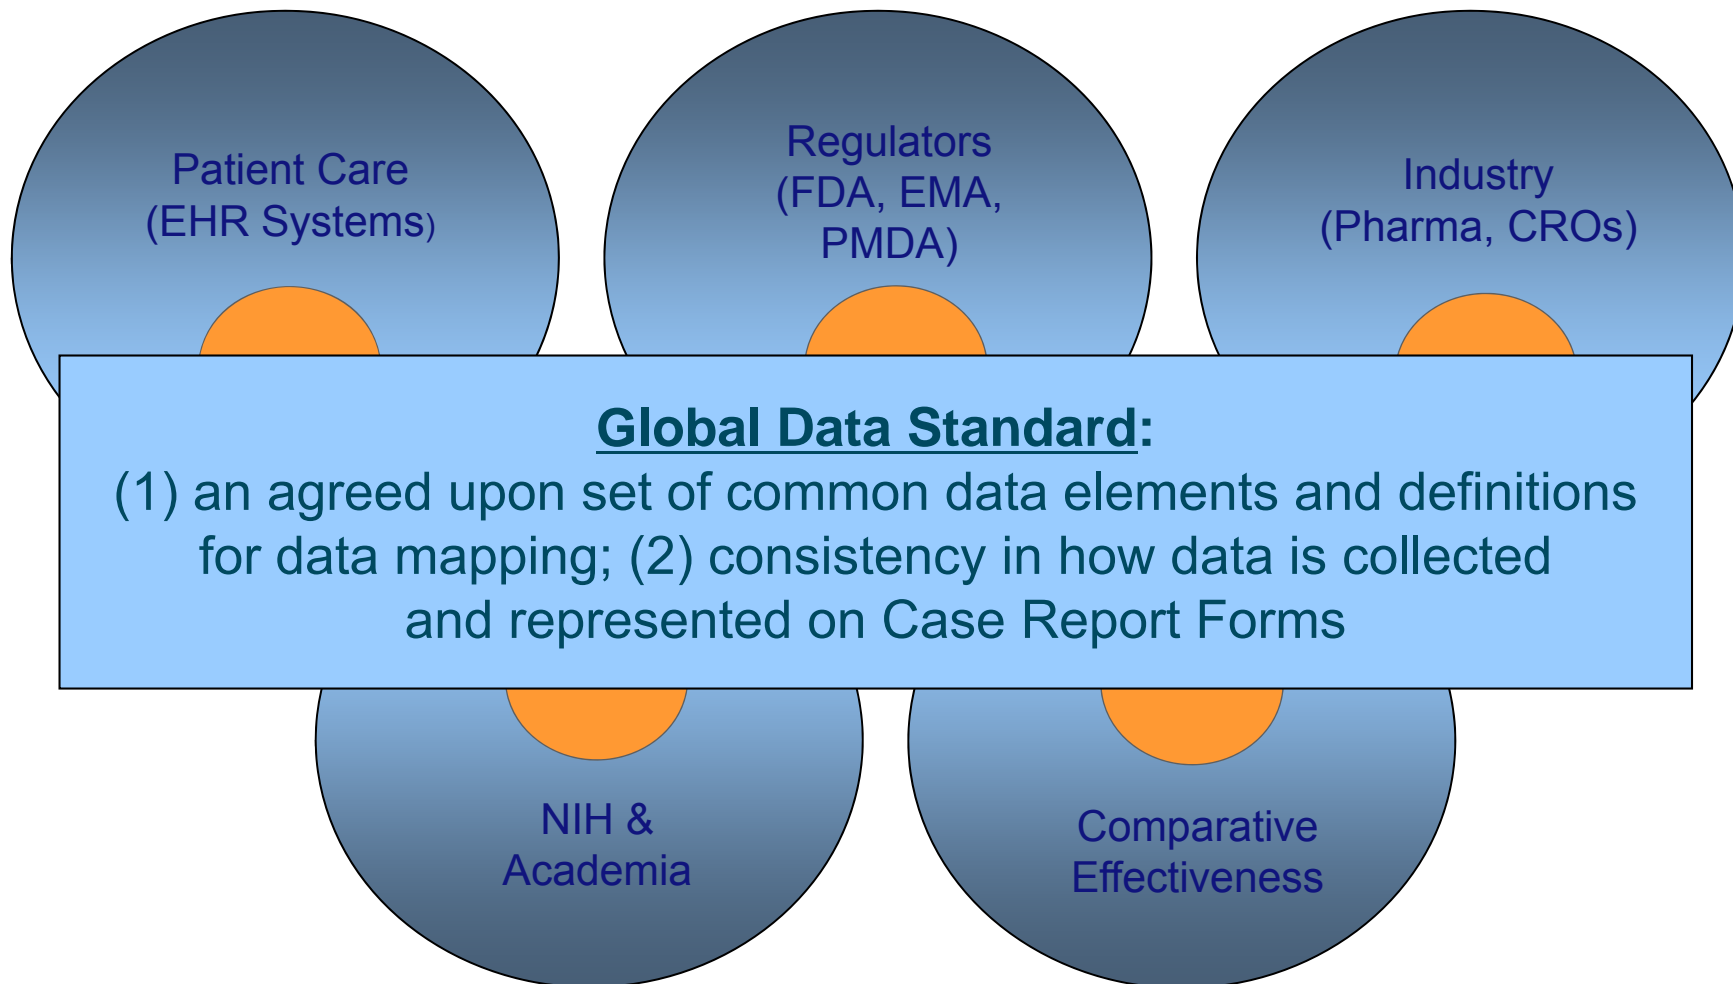 Patient Care
(EHR Systems)
Regulators
(FDA, EMA,
PMDA)
Industry
(Pharma, CROs)
Global Data Standard:
(1) an agreed upon set of common data elements and definitions
for data mapping; (2) consistency in how data is collected
and represented on Case Report Forms
NIH &
Academia
Comparative
Effectiveness